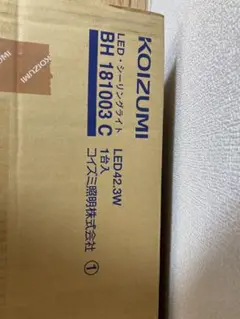 KOIZUMI
LED・シーリングライト
BH 181003 C
LED42.3W
1台入
コイズミ照明株式会社
①